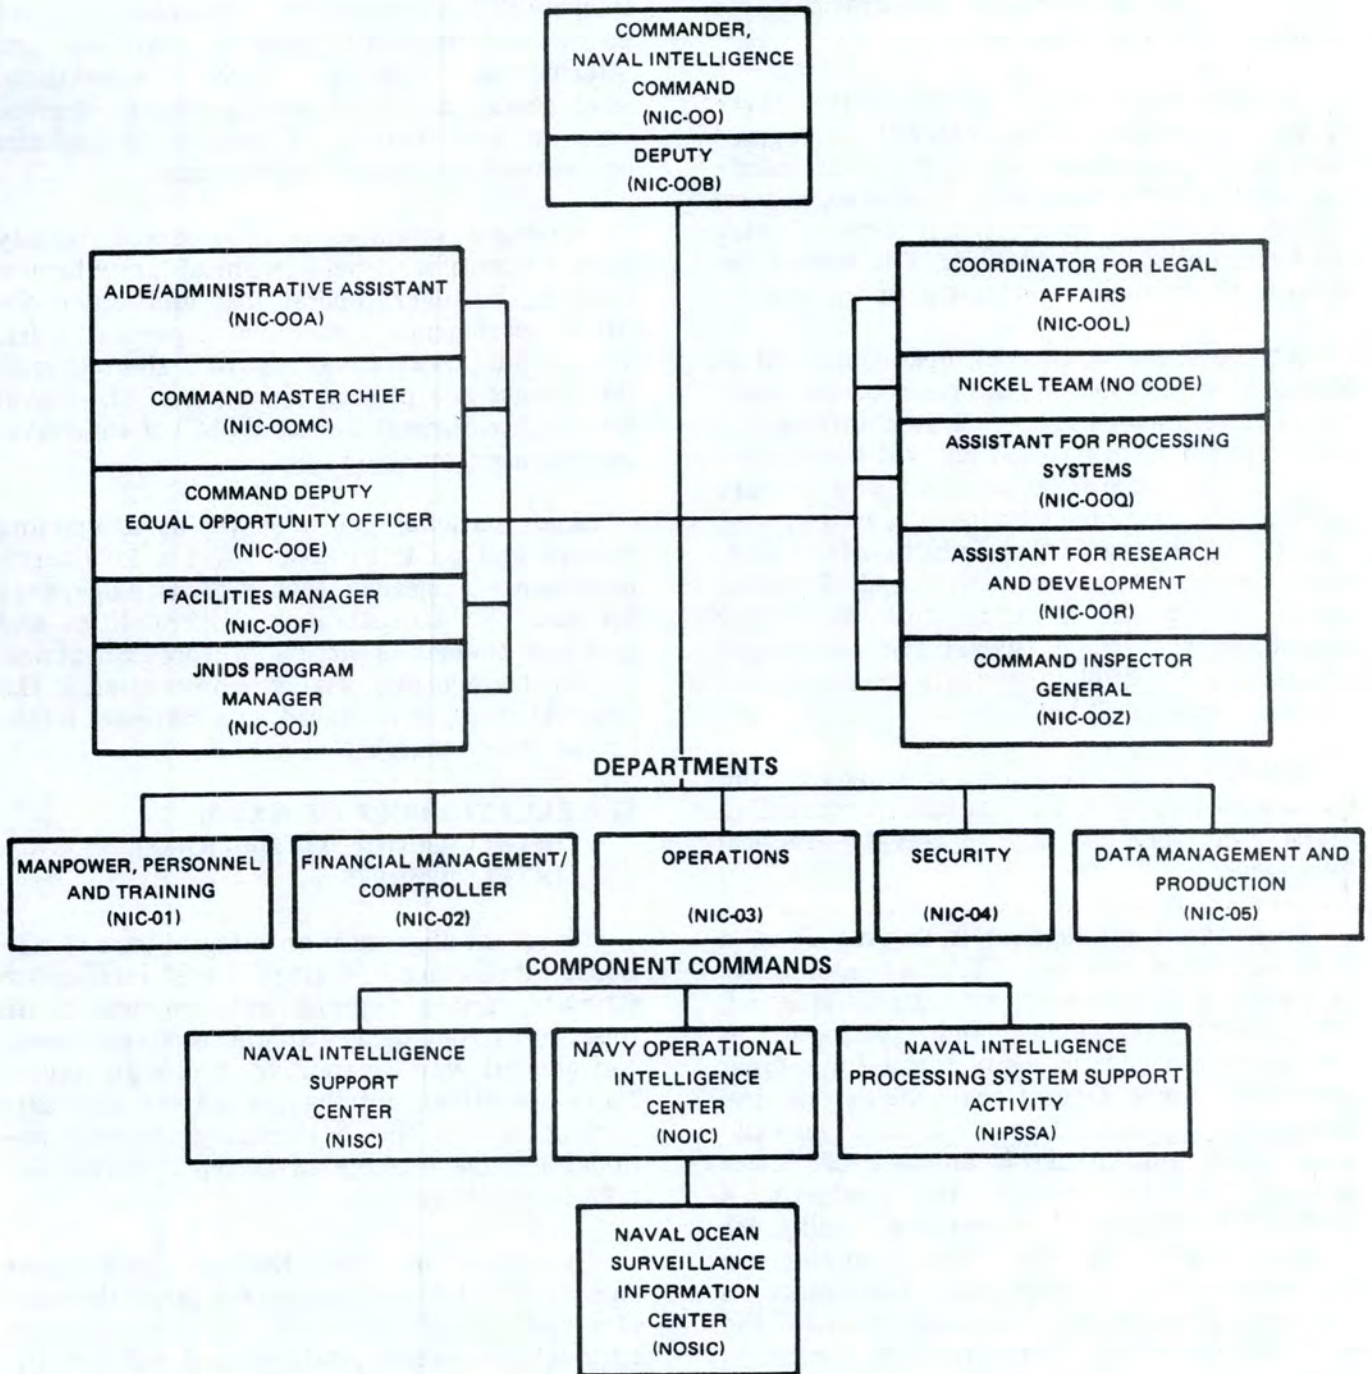 COMMANDER,
NAVAL INTELLIGENCE
COMMAND
(NIC-OO)
DEPUTY
(NIC-OOB)
AIDE/ADMINISTRATIVE ASSISTANT
(NIC-OOA)
COMMAND MASTER CHIEF
(NIC-OOMC)
COMMAND DEPUTY
EQUAL OPPORTUNITY OFFICER
(NIC-OOE)
FACILITIES MANAGER
(NIC-OOF)
JNIDS PROGRAM
MANAGER
(NIC-OOJ)
COORDINATOR FOR LEGAL
AFFAIRS
(NIC-OOL)
NICKEL TEAM (NO CODE)
ASSISTANT FOR PROCESSING
SYSTEMS
(NIC-OOQ)
ASSISTANT FOR RESEARCH
AND DEVELOPMENT
(NIC-OOR)
COMMAND INSPECTOR
GENERAL
(NIC-OOZ)
DEPARTMENTS
MANPOWER, PERSONNEL
AND TRAINING
(NIC-01)
FINANCIAL MANAGEMENT/
COMPTROLLER
(NIC-02)
OPERATIONS
(NIC-03)
SECURITY
(NIC-04)
DATA MANAGEMENT AND
PRODUCTION
(NIC-05)
COMPONENT COMMANDS
NAVAL INTELLIGENCE
SUPPORT
CENTER
(NISC)
NAVY OPERATIONAL
INTELLIGENCE
CENTER
(NOIC)
NAVAL INTELLIGENCE
PROCESSING SYSTEM SUPPORT
ACTIVITY
(NIPSSA)
NAVAL OCEAN
SURVEILLANCE
INFORMATION
CENTER
(NOSIC)